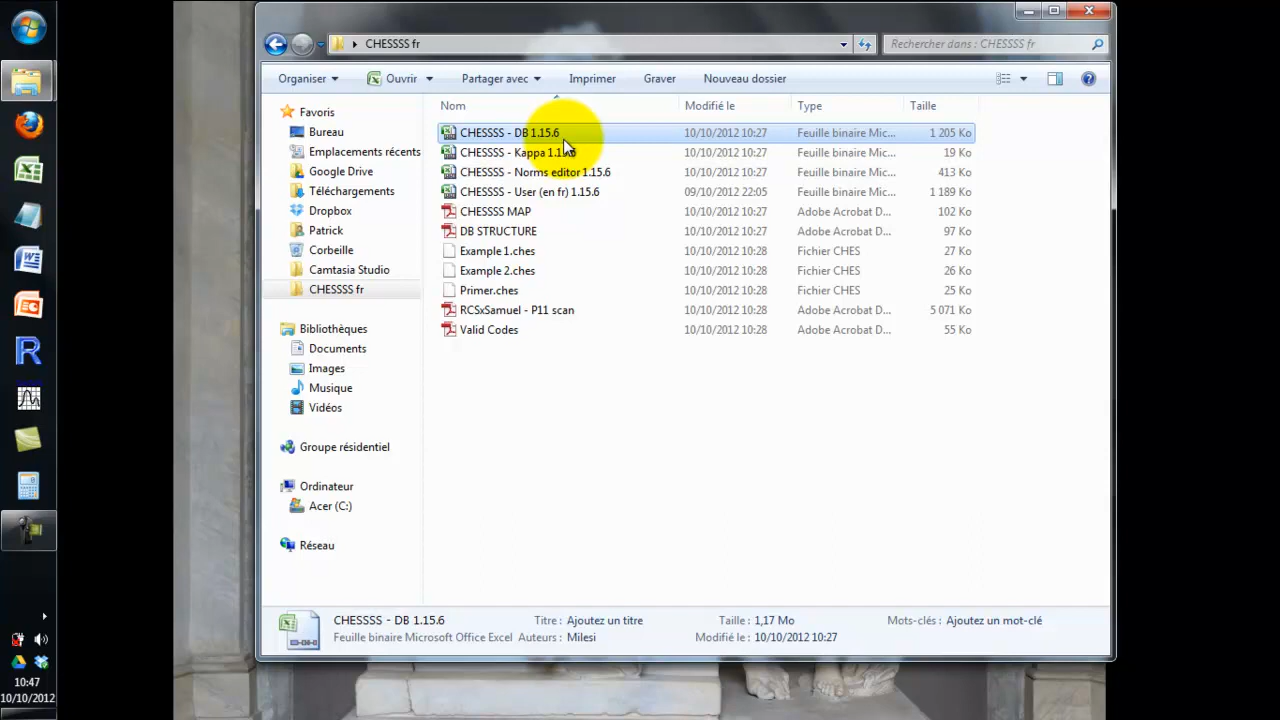 CHESSSS fr
Rechercher dans : CHESSSS fr
Organiser Ouvrir Partager avec Imprimer Graver Nouveau dossier
Nom Modifié le Type Taille
CHESSSS - DB 1.15.6 10/10/2012 10:27 Feuille binaire Mic... 1 205 Ko
CHESSSS - Kappa 1.15.6 10/10/2012 10:27 Feuille binaire Mic... 19 Ko
CHESSSS - Norms editor 1.15.6 10/10/2012 10:27 Feuille binaire Mic... 413 Ko
CHESSSS - User (en fr) 1.15.6 09/10/2012 22:05 Feuille binaire Mic... 1 189 Ko
CHESSSS MAP 10/10/2012 10:27 Adobe Acrobat D... 102 Ko
DB STRUCTURE 10/10/2012 10:27 Adobe Acrobat D... 97 Ko
Example 1.ches 10/10/2012 10:28 Fichier CHES 27 Ko
Example 2.ches 10/10/2012 10:28 Fichier CHES 26 Ko
Primer.ches 10/10/2012 10:28 Fichier CHES 25 Ko
RCSxSamuel - P11 scan 10/10/2012 10:28 Adobe Acrobat D... 5 071 Ko
Valid Codes 10/10/2012 10:28 Adobe Acrobat D... 55 Ko
Favoris
Bureau
Emplacements récents
Google Drive
Téléchargements
Dropbox
Patrick
Corbeille
Camtasia Studio
CHESSSS fr
Bibliothèques
Documents
Images
Musique
Vidéos
Groupe résidentiel
Ordinateur
Acer (C:)
Réseau
CHESSSS - DB 1.15.6 Titre : Ajoutez un titre Taille : 1,17 Mo Mots-clés : Ajoutez un mot-clé
Feuille binaire Microsoft Office Excel Auteurs : Milesi Modifié le : 10/10/2012 10:27
10:47
10/10/2012